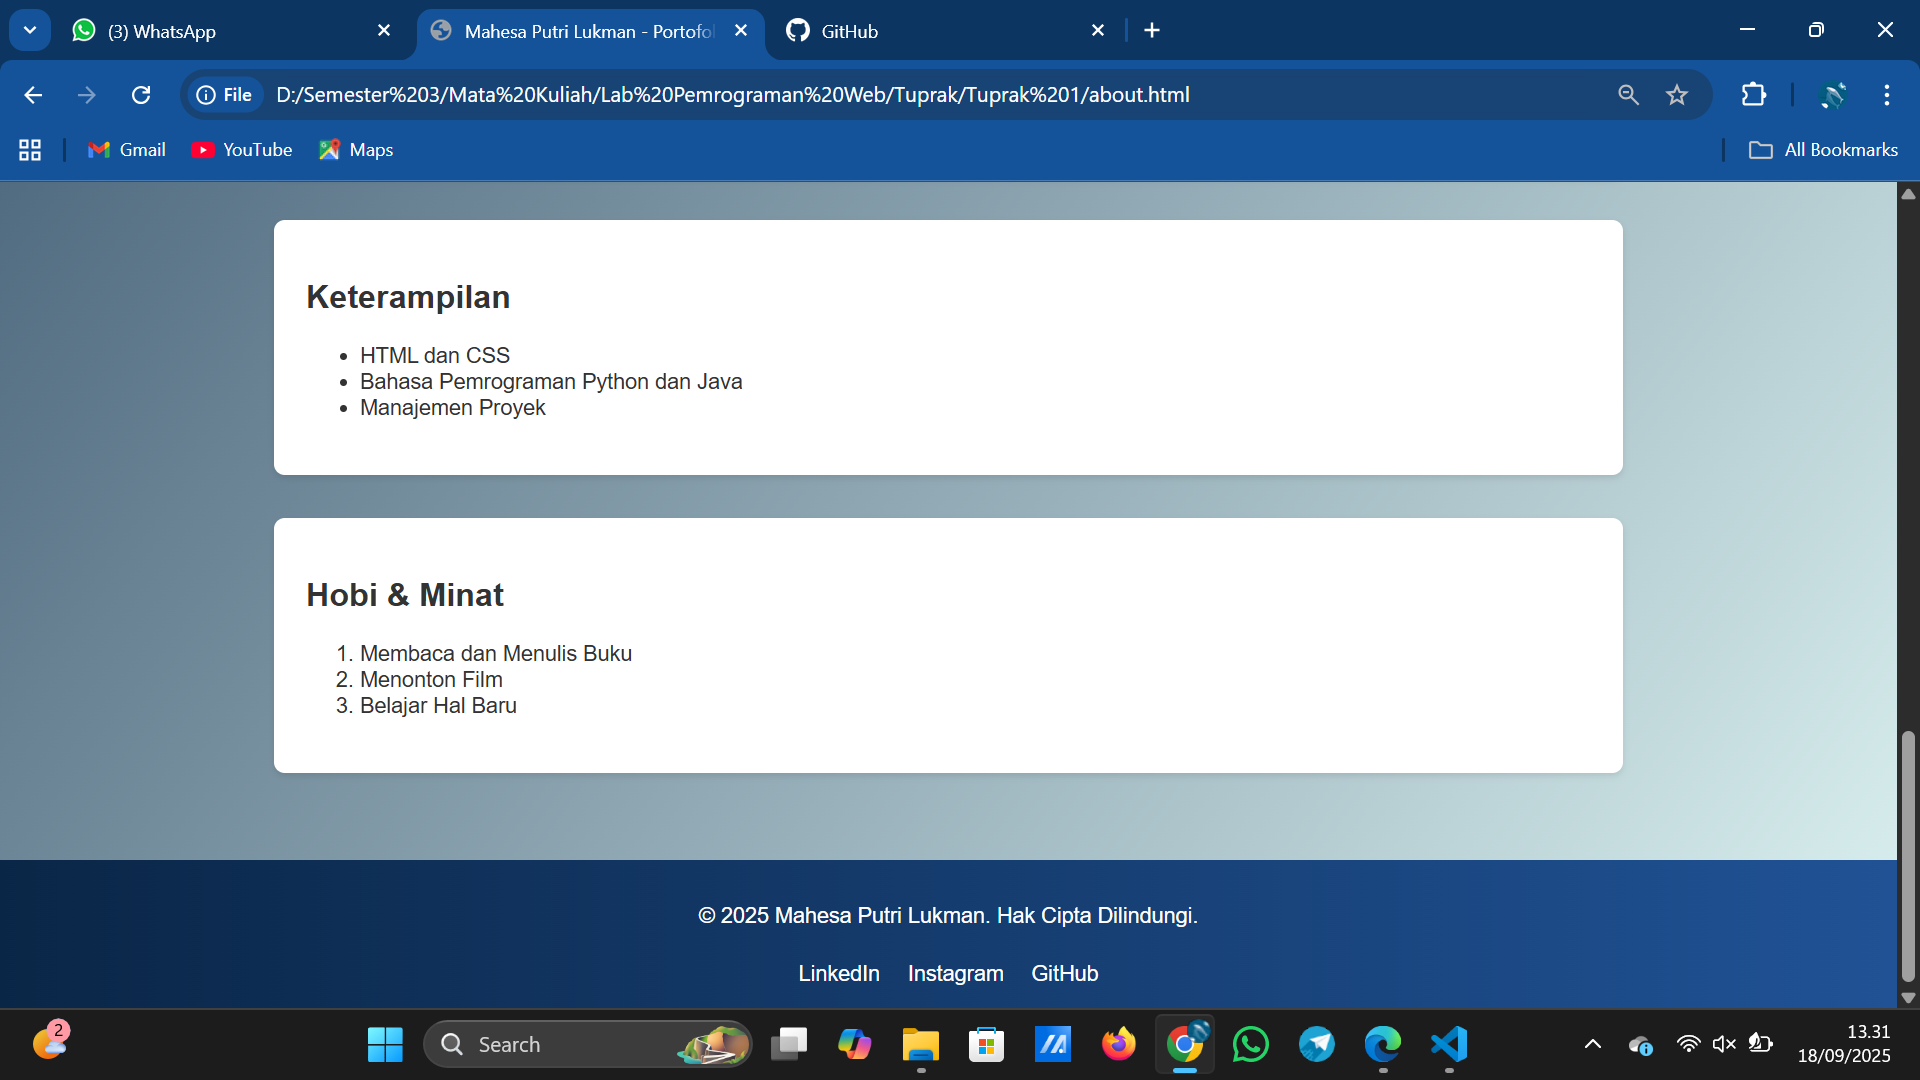 (3) WhatsApp
Mahesa Putri Lukman - Portofol
GitHub
File
D:/Semester%203/Mata%20Kuliah/Lab%20Pemrograman%20Web/Tuprak/Tuprak%201/about.html
Gmail
YouTube
Maps
All Bookmarks
Keterampilan
• HTML dan CSS
• Bahasa Pemrograman Python dan Java
• Manajemen Proyek
Hobi & Minat
1. Membaca dan Menulis Buku
2. Menonton Film
3. Belajar Hal Baru
© 2025 Mahesa Putri Lukman. Hak Cipta Dilindungi.
LinkedIn Instagram GitHub
2
Search
13.31
18/09/2025